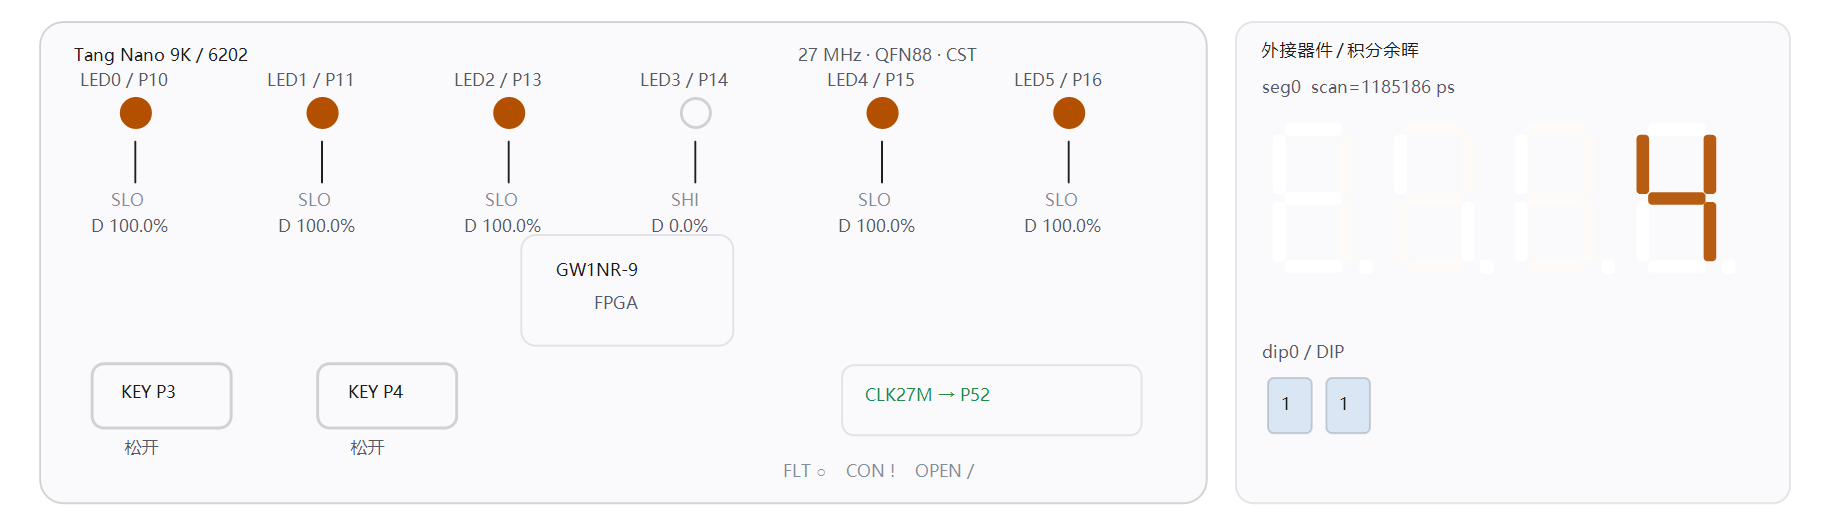 Tang Nano 9K / 6202
27 MHz · QFN88 · CST
LED0 / P10
LED1 / P11
LED2 / P13
LED3 / P14
LED4 / P15
LED5 / P16
SLO
SLO
SLO
SHI
SLO
SLO
D 100.0%
D 100.0%
D 100.0%
D 0.0%
D 100.0%
D 100.0%
GW1NR-9
FPGA
KEY P3
KEY P4
CLK27M → P52
松开
松开
FLT ○ CON ! OPEN /
外接器件 / 积分余晖
seg0 scan=1185186 ps
4
dip0 / DIP
1
1